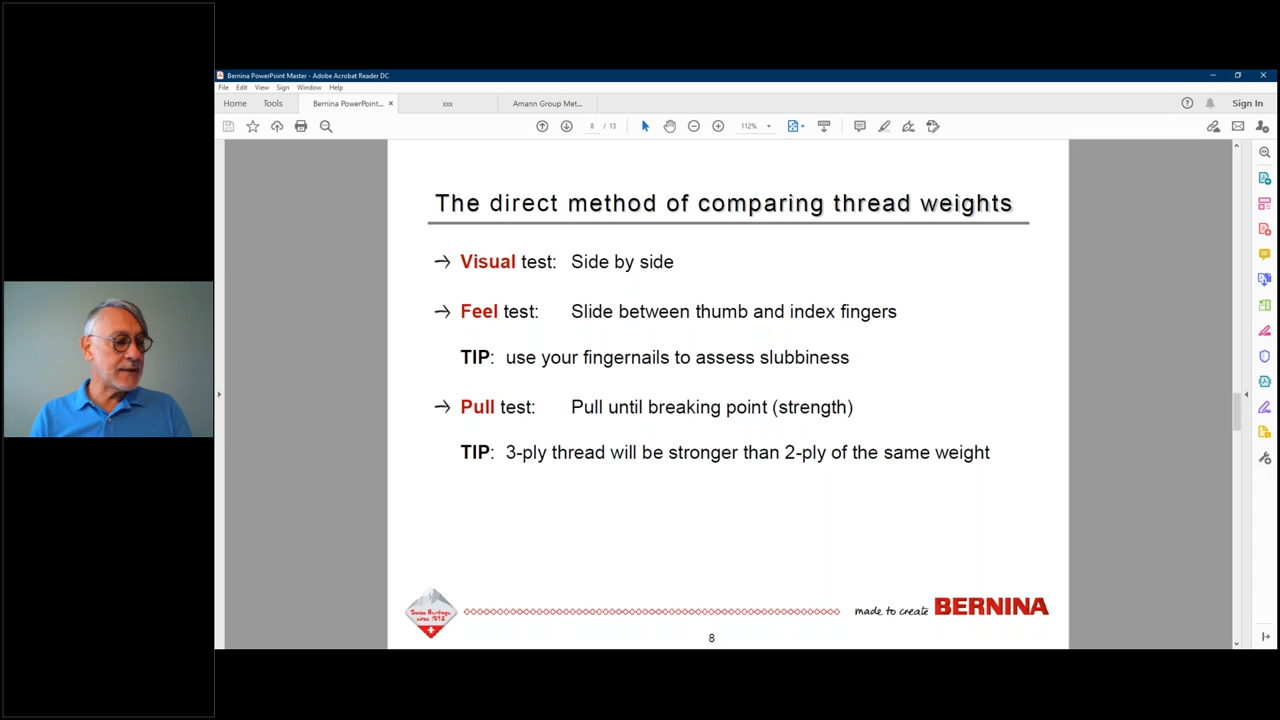 Bernina PowerPoint Master - Adobe Acrobat Reader DC
File Edit View Sign Window Help
Home Tools Bernina PowerPoint... × xxx Amann Group Met... Sign In
8 / 13 112%
The direct method of comparing thread weights
→ Visual test: Side by side
→ Feel test: Slide between thumb and index fingers
TIP: use your fingernails to assess slubbiness
→ Pull test: Pull until breaking point (strength)
TIP: 3-ply thread will be stronger than 2-ply of the same weight
Swiss Heritage
since 1893
made to create BERNINA
8